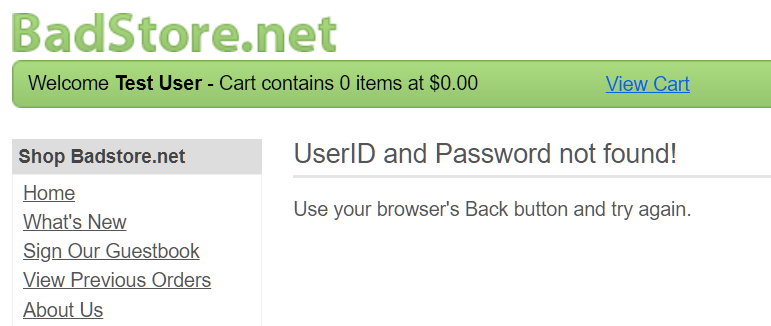 BadStore.net
Welcome Test User - Cart contains 0 items at $0.00 View Cart
Shop Badstore.net
Home
What's New
Sign Our Guestbook
View Previous Orders
About Us
UserID and Password not found!
Use your browser's Back button and try again.